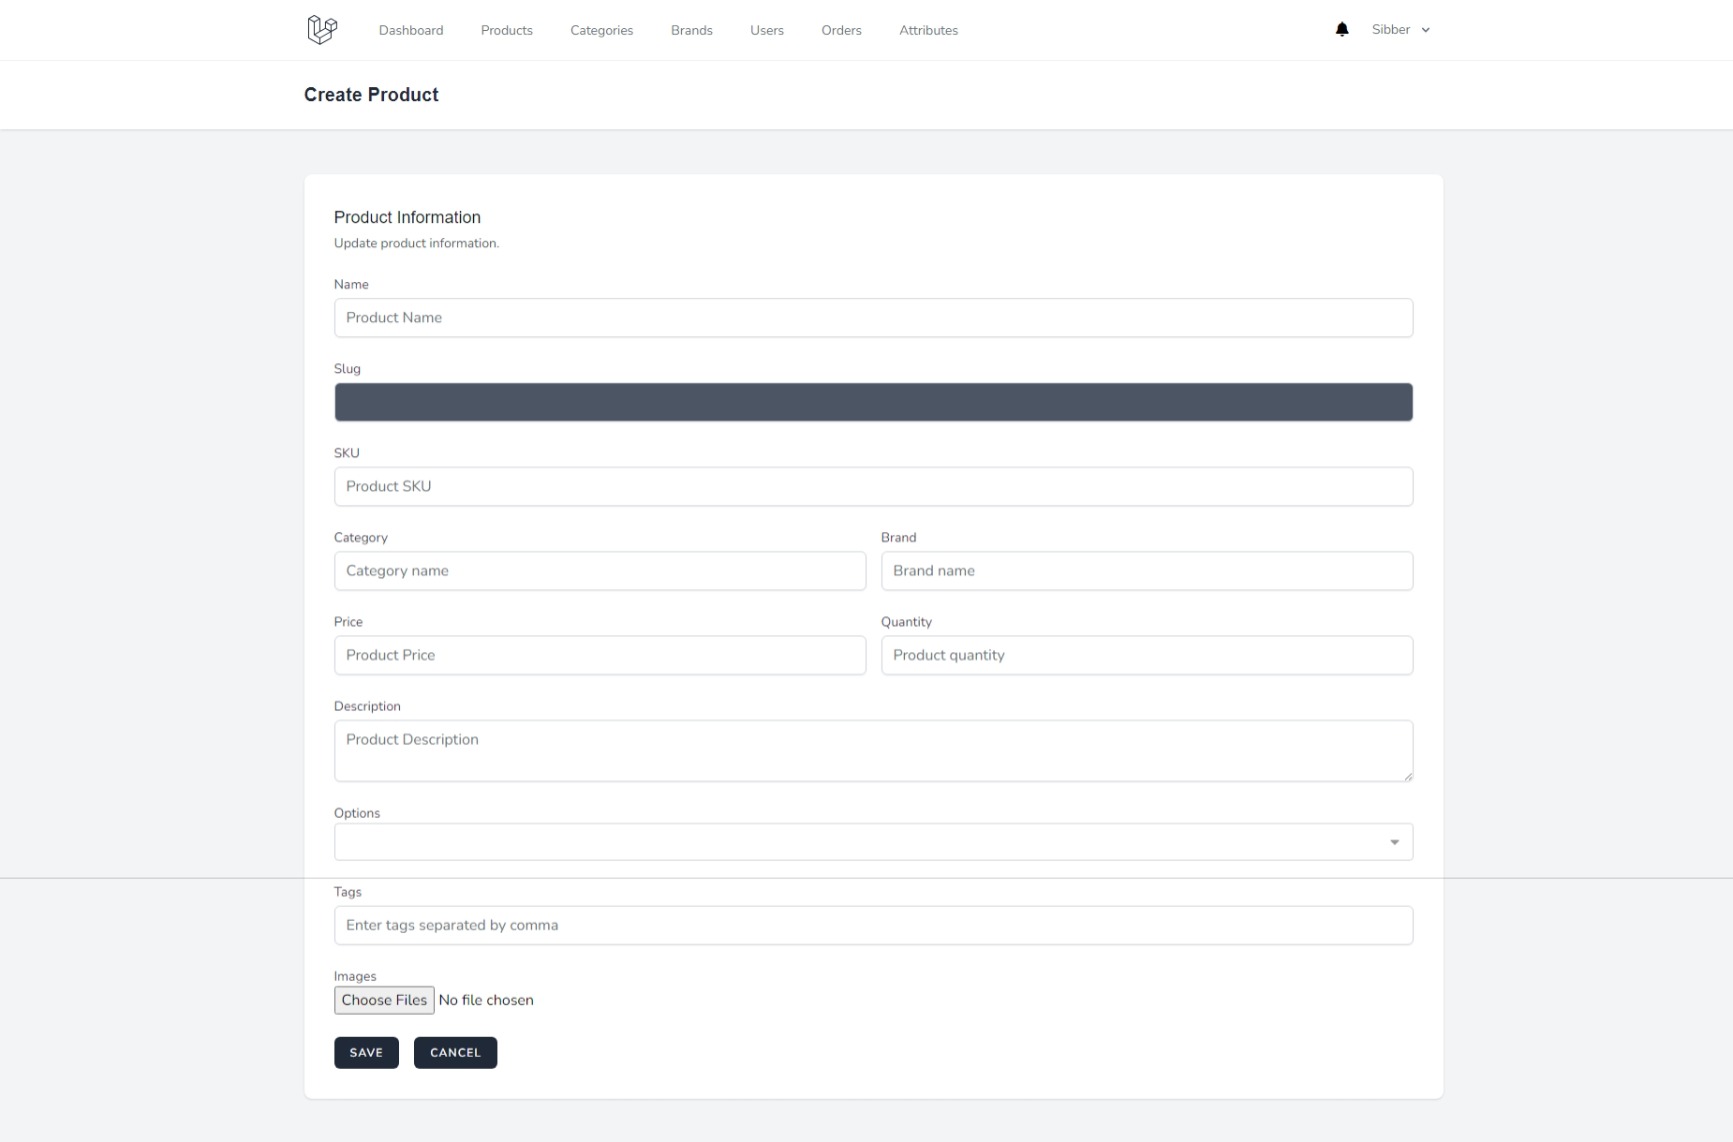 Dashboard Products Categories Brands Users Orders Attributes Sibber
Create Product
Product Information
Update product information.
Name
Product Name
Slug
SKU
Product SKU
Category Brand
Category name Brand name
Price Quantity
Product Price Product quantity
Description
Product Description
Options
Tags
Enter tags separated by comma
Images
Choose Files No file chosen
SAVE CANCEL